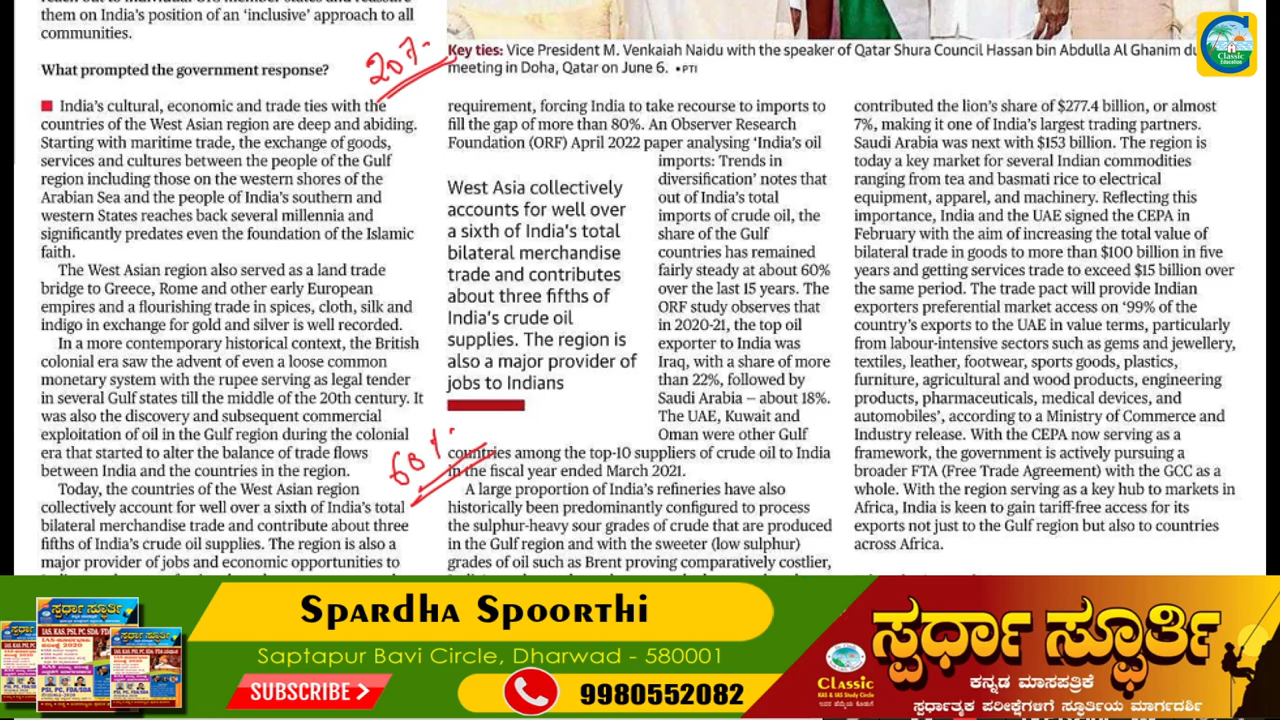 them on India's position of an 'inclusive' approach to all
communities.
What prompted the government response?
20%
■ India's cultural, economic and trade ties with the
countries of the West Asian region are deep and abiding.
Starting with maritime trade, the exchange of goods,
services and cultures between the people of the Gulf
region including those on the western shores of the
Arabian Sea and the people of India's southern and
western States reaches back several millennia and
significantly predates even the foundation of the Islamic
faith.
The West Asian region also served as a land trade
bridge to Greece, Rome and other early European
empires and a flourishing trade in spices, cloth, silk and
indigo in exchange for gold and silver is well recorded.
In a more contemporary historical context, the British
colonial era saw the advent of even a loose common
monetary system with the rupee serving as legal tender
in several Gulf states till the middle of the 20th century. It
was also the discovery and subsequent commercial
exploitation of oil in the Gulf region during the colonial
era that started to alter the balance of trade flows
between India and the countries in the region.
Today, the countries of the West Asian region
collectively account for well over a sixth of India's total
bilateral merchandise trade and contribute about three
fifths of India's crude oil supplies. The region is also a
major provider of jobs and economic opportunities to
60%
Key ties: Vice President M. Venkaiah Naidu with the speaker of Qatar Shura Council Hassan bin Abdulla Al Ghanim du
meeting in Doha, Qatar on June 6. •PTI
requirement, forcing India to take recourse to imports to
fill the gap of more than 80%. An Observer Research
Foundation (ORF) April 2022 paper analysing 'India's oil
imports: Trends in
diversification' notes that
out of India's total
imports of crude oil, the
share of the Gulf
countries has remained
fairly steady at about 60%
over the last 15 years. The
ORF study observes that
in 2020-21, the top oil
exporter to India was
Iraq, with a share of more
than 22%, followed by
Saudi Arabia – about 18%.
The UAE, Kuwait and
Oman were other Gulf
countries among the top-10 suppliers of crude oil to India
in the fiscal year ended March 2021.
A large proportion of India's refineries have also
historically been predominantly configured to process
the sulphur-heavy sour grades of crude that are produced
in the Gulf region and with the sweeter (low sulphur)
grades of oil such as Brent proving comparatively costlier,
West Asia collectively
accounts for well over
a sixth of India's total
bilateral merchandise
trade and contributes
about three fifths of
India's crude oil
supplies. The region is
also a major provider of
jobs to Indians
contributed the lion's share of $277.4 billion, or almost
7%, making it one of India's largest trading partners.
Saudi Arabia was next with $153 billion. The region is
today a key market for several Indian commodities
ranging from tea and basmati rice to electrical
equipment, apparel, and machinery. Reflecting this
importance, India and the UAE signed the CEPA in
February with the aim of increasing the total value of
bilateral trade in goods to more than $100 billion in five
years and getting services trade to exceed $15 billion over
the same period. The trade pact will provide Indian
exporters preferential market access on '99% of the
country's exports to the UAE in value terms, particularly
from labour-intensive sectors such as gems and jewellery,
textiles, leather, footwear, sports goods, plastics,
furniture, agricultural and wood products, engineering
products, pharmaceuticals, medical devices, and
automobiles', according to a Ministry of Commerce and
Industry release. With the CEPA now serving as a
framework, the government is actively pursuing a
broader FTA (Free Trade Agreement) with the GCC as a
whole. With the region serving as a key hub to markets in
Africa, India is keen to gain tariff-free access for its
exports not just to the Gulf region but also to countries
across Africa.
Classic
Education
Spardha Spoorthi
Saptapur Bavi Circle, Dharwad - 580001
SUBSCRIBE
9980552082
ಸ್ಪರ್ಧಾ ಸ್ಫೂರ್ತಿ
ಕನ್ನಡ ಮಾಸಪತ್ರಿಕೆ
ಸ್ಪರ್ಧಾತ್ಮಕ ಪರೀಕ್ಷೆಗಳಿಗೆ ಸ್ಫೂರ್ತಿಯ ಮಾರ್ಗದರ್ಶಿ
Classic
KAS & IAS Study Circle